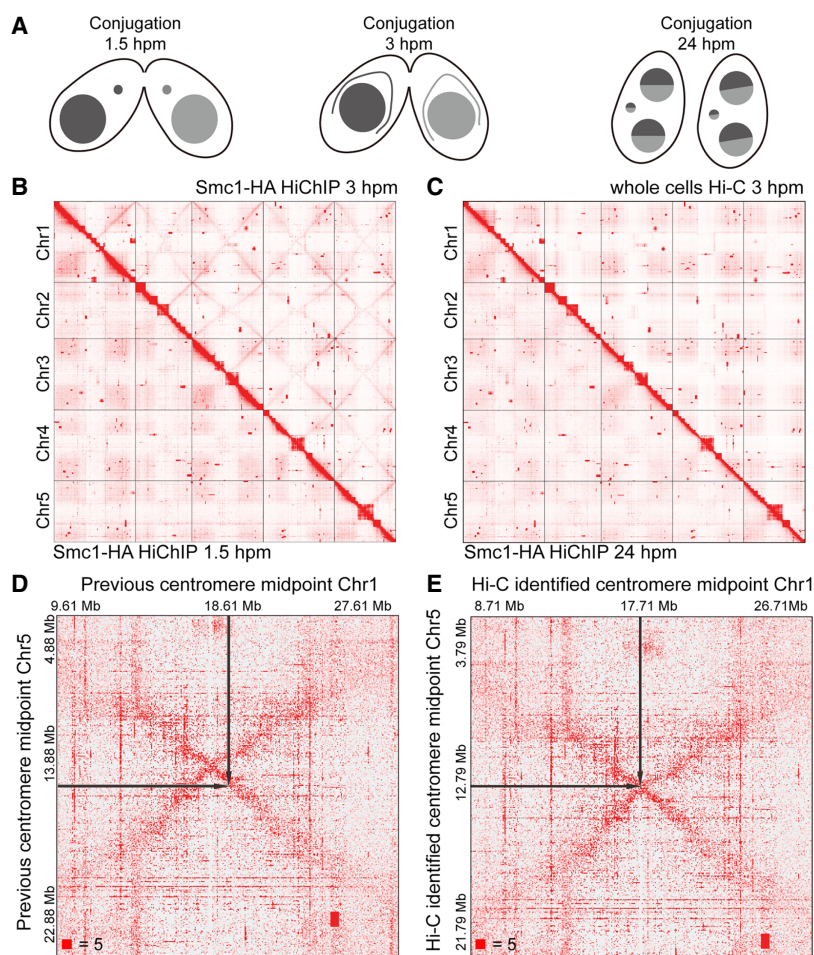 A
Conjugation
1.5 hpm
Conjugation
3 hpm
Conjugation
24 hpm
B
Smc1-HA HiChIP 3 hpm
Chr1
Chr2
Chr3
Chr4
Chr5
Smc1-HA HiChIP 1.5 hpm
C
whole cells Hi-C 3 hpm
Chr1
Chr2
Chr3
Chr4
Chr5
Smc1-HA HiChIP 24 hpm
D
Previous centromere midpoint Chr1
9.61 Mb 18.61 Mb 27.61 Mb
Previous centromere midpoint Chr5
4.88 Mb
13.88 Mb
22.88 Mb
= 5
E
Hi-C identified centromere midpoint Chr1
8.71 Mb 17.71 Mb 26.71Mb
Hi-C identified centromere midpoint Chr5
3.79 Mb
12.79 Mb
21.79 Mb
= 5